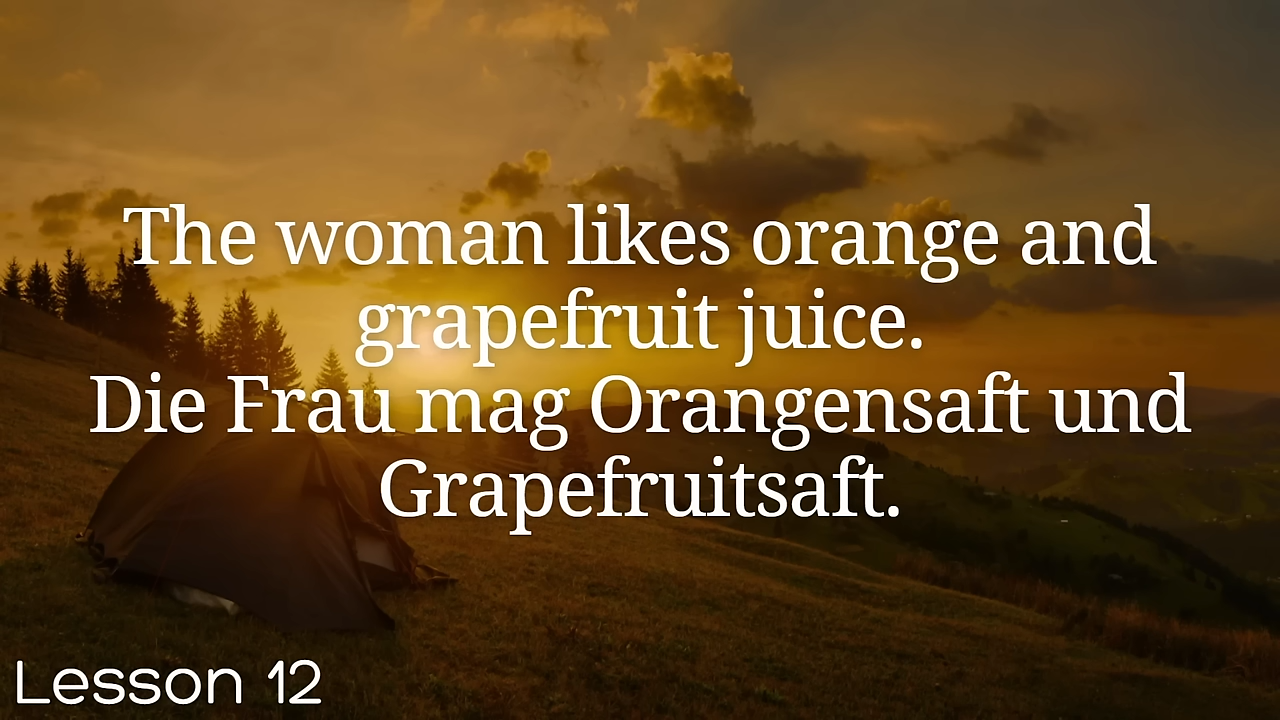 The woman likes orange and
grapefruit juice.
Die Frau mag Orangensaft und
Grapefruitsaft.
Lesson 12